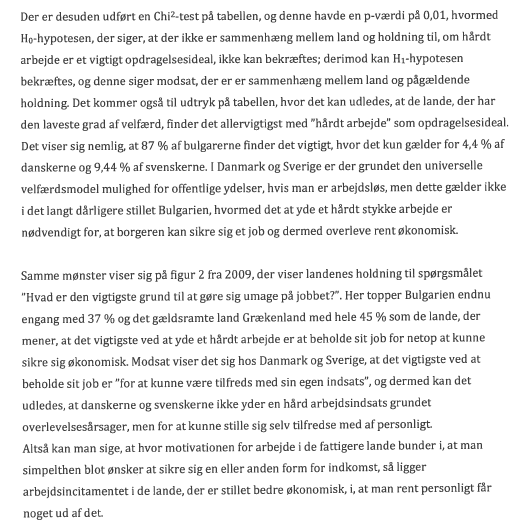 Der er desuden udført en Chi²-test på tabellen, og denne havde en p-værdi på 0,01, hvormed
H₀-hypotesen, der siger, at der ikke er sammenhæng mellem land og holdning til, om hårdt
arbejde er et vigtigt opdragelsesideal, ikke kan bekræftes; derimod kan H₁-hypotesen
bekræftes, og denne siger modsat, der er er sammenhæng mellem land og pågældende
holdning. Det kommer også til udtryk på tabellen, hvor det kan udledes, at de lande, der har
den laveste grad af velfærd, finder det allervigtigst med "hårdt arbejde" som opdragelsesideal.
Det viser sig nemlig, at 87 % af bulgarerne finder det vigtigt, hvor det kun gælder for 4,4 % af
danskerne og 9,44 % af svenskerne. I Danmark og Sverige er der grundet den universelle
velfærdsmodel mulighed for offentlige ydelser, hvis man er arbejdsløs, men dette gælder ikke
i det langt dårligere stillet Bulgarien, hvormed det at yde et hårdt stykke arbejde er
nødvendigt for, at borgeren kan sikre sig et job og dermed overleve rent økonomisk.

Samme mønster viser sig på figur 2 fra 2009, der viser landenes holdning til spørgsmålet
"Hvad er den vigtigste grund til at gøre sig umage på jobbet?". Her topper Bulgarien endnu
engang med 37 % og det gældsramte land Grækenland med hele 45 % som de lande, der
mener, at det vigtigste ved at yde et hårdt arbejde er at beholde sit job for netop at kunne
sikre sig økonomisk. Modsat viser det sig hos Danmark og Sverige, at det vigtigste ved at
beholde sit job er "for at kunne være tilfreds med sin egen indsats", og dermed kan det
udledes, at danskerne og svenskerne ikke yder en hård arbejdsindsats grundet
overlevelsesårsager, men for at kunne stille sig selv tilfredse med af personligt.
Altså kan man sige, at hvor motivationen for arbejde i de fattigere lande bunder i, at man
simpelthen blot ønsker at sikre sig en eller anden form for indkomst, så ligger
arbejdsincitamentet i de lande, der er stillet bedre økonomisk, i, at man rent personligt får
noget ud af det.